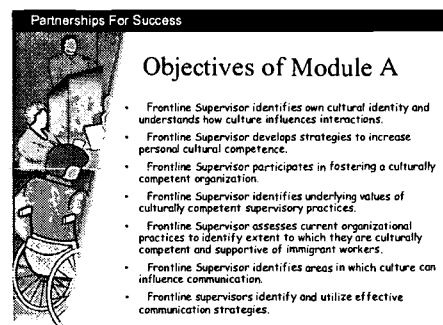 Partnerships For Success
Objectives of Module A
• Frontline Supervisor identifies own cultural identity and
understands how culture influences interactions.
• Frontline Supervisor develops strategies to increase
personal cultural competence.
• Frontline Supervisor participates in fostering a culturally
competent organization.
• Frontline Supervisor identifies underlying values of
culturally competent supervisory practices.
• Frontline Supervisor assesses current organizational
practices to identify extent to which they are culturally
competent and supportive of immigrant workers.
• Frontline Supervisor identifies areas in which culture can
influence communication.
• Frontline supervisors identify and utilize effective
communication strategies.